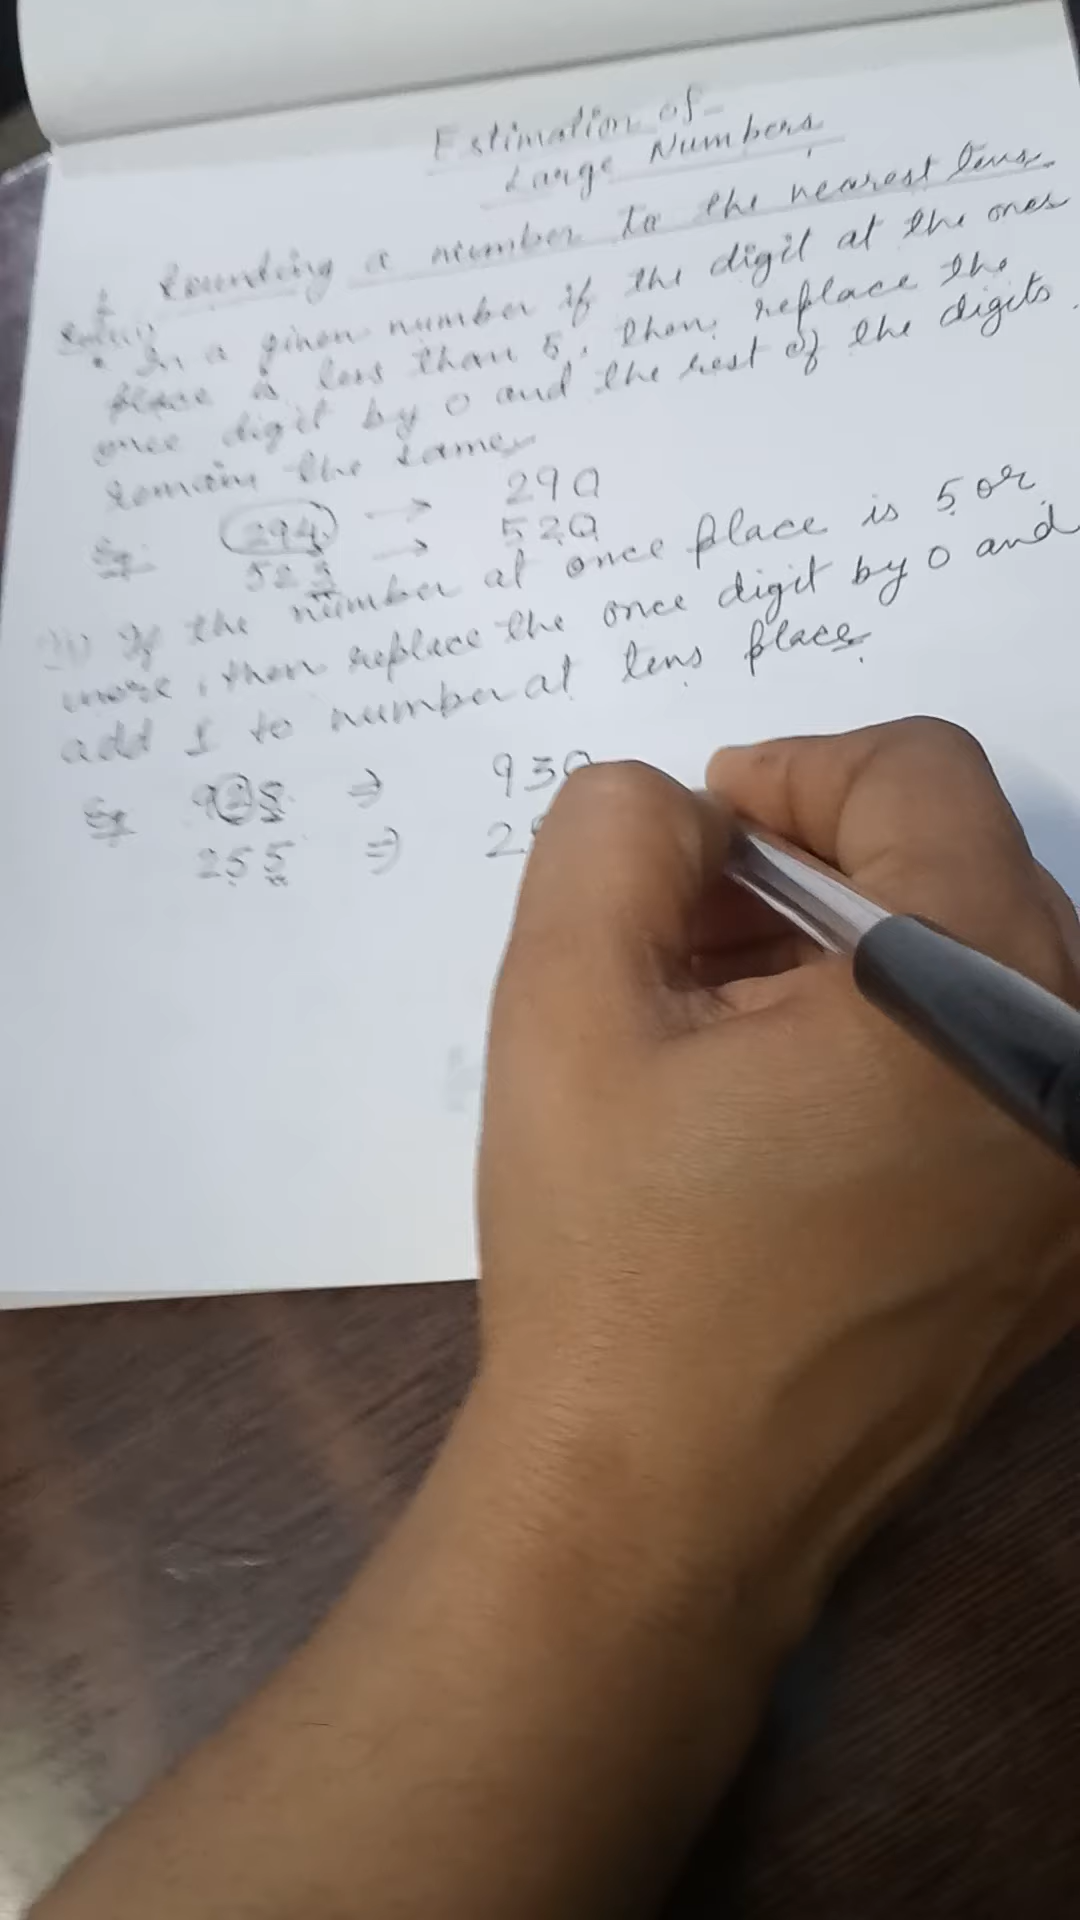 Estimation of
Large Numbers
Rounding a number to the nearest tens.
In a given number if the digit at the ones
place is less than 5, then, replace the
once digit by 0 and the rest of the digits
remain the same
294 → 290
Eg. 523 → 520
If the number at once place is 5 or
more, then replace the once digit by 0 and
add 1 to number at tens place.
Eg 928 ⇒ 930
255 ⇒ 2